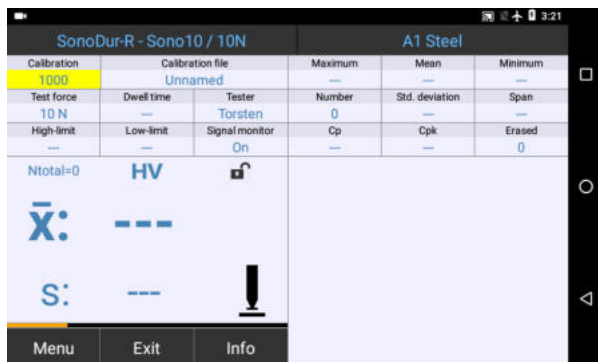 3:21
SonoDur-R - Sono10 / 10N A1 Steel
Calibration Calibration file Maximum Mean Minimum
1000 Unnamed --- --- ---
Test force Dwell time Tester Number Std. deviation Span
10 N --- Torsten 0 --- ---
High-limit Low-limit Signal monitor Cp Cpk Erased
--- --- On --- --- 0
Ntotal=0 HV
x̄: ---
s: ---
Menu Exit Info